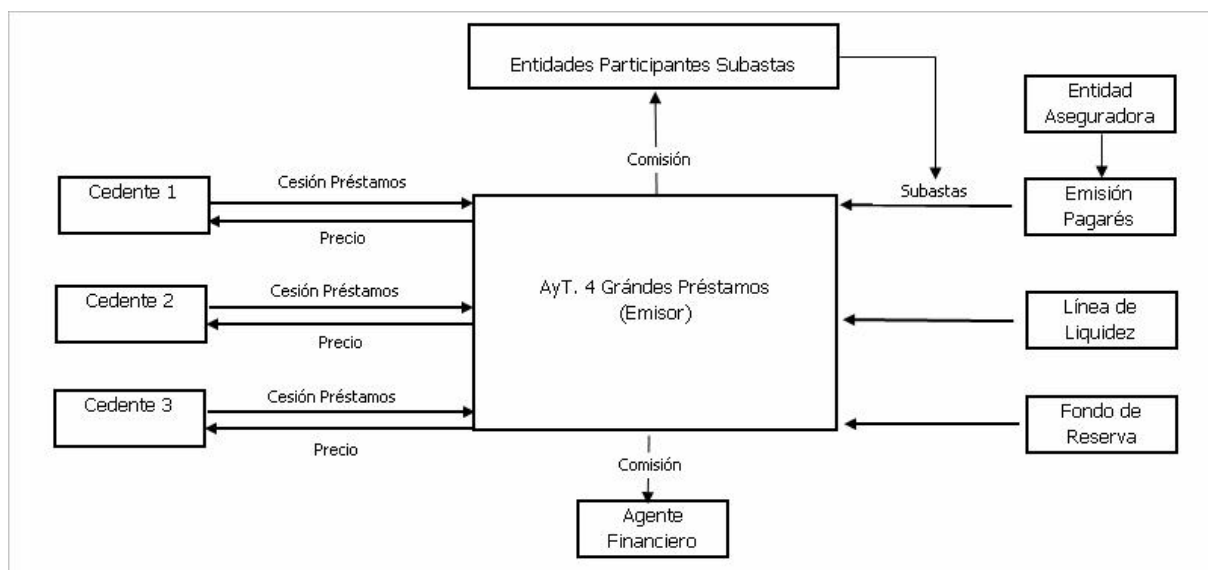 Entidades Participantes Subastas
Entidad
Aseguradora
Comisión
Cedente 1
Cesión Préstamos
Precio
Subastas
Emisión
Pagarés
Cedente 2
Cesión Préstamos
Precio
AyT. 4 Grándes Préstamos
(Emisor)
Línea de
Liquidez
Cedente 3
Cesión Préstamos
Precio
Fondo de
Reserva
Comisión
Agente
Financiero